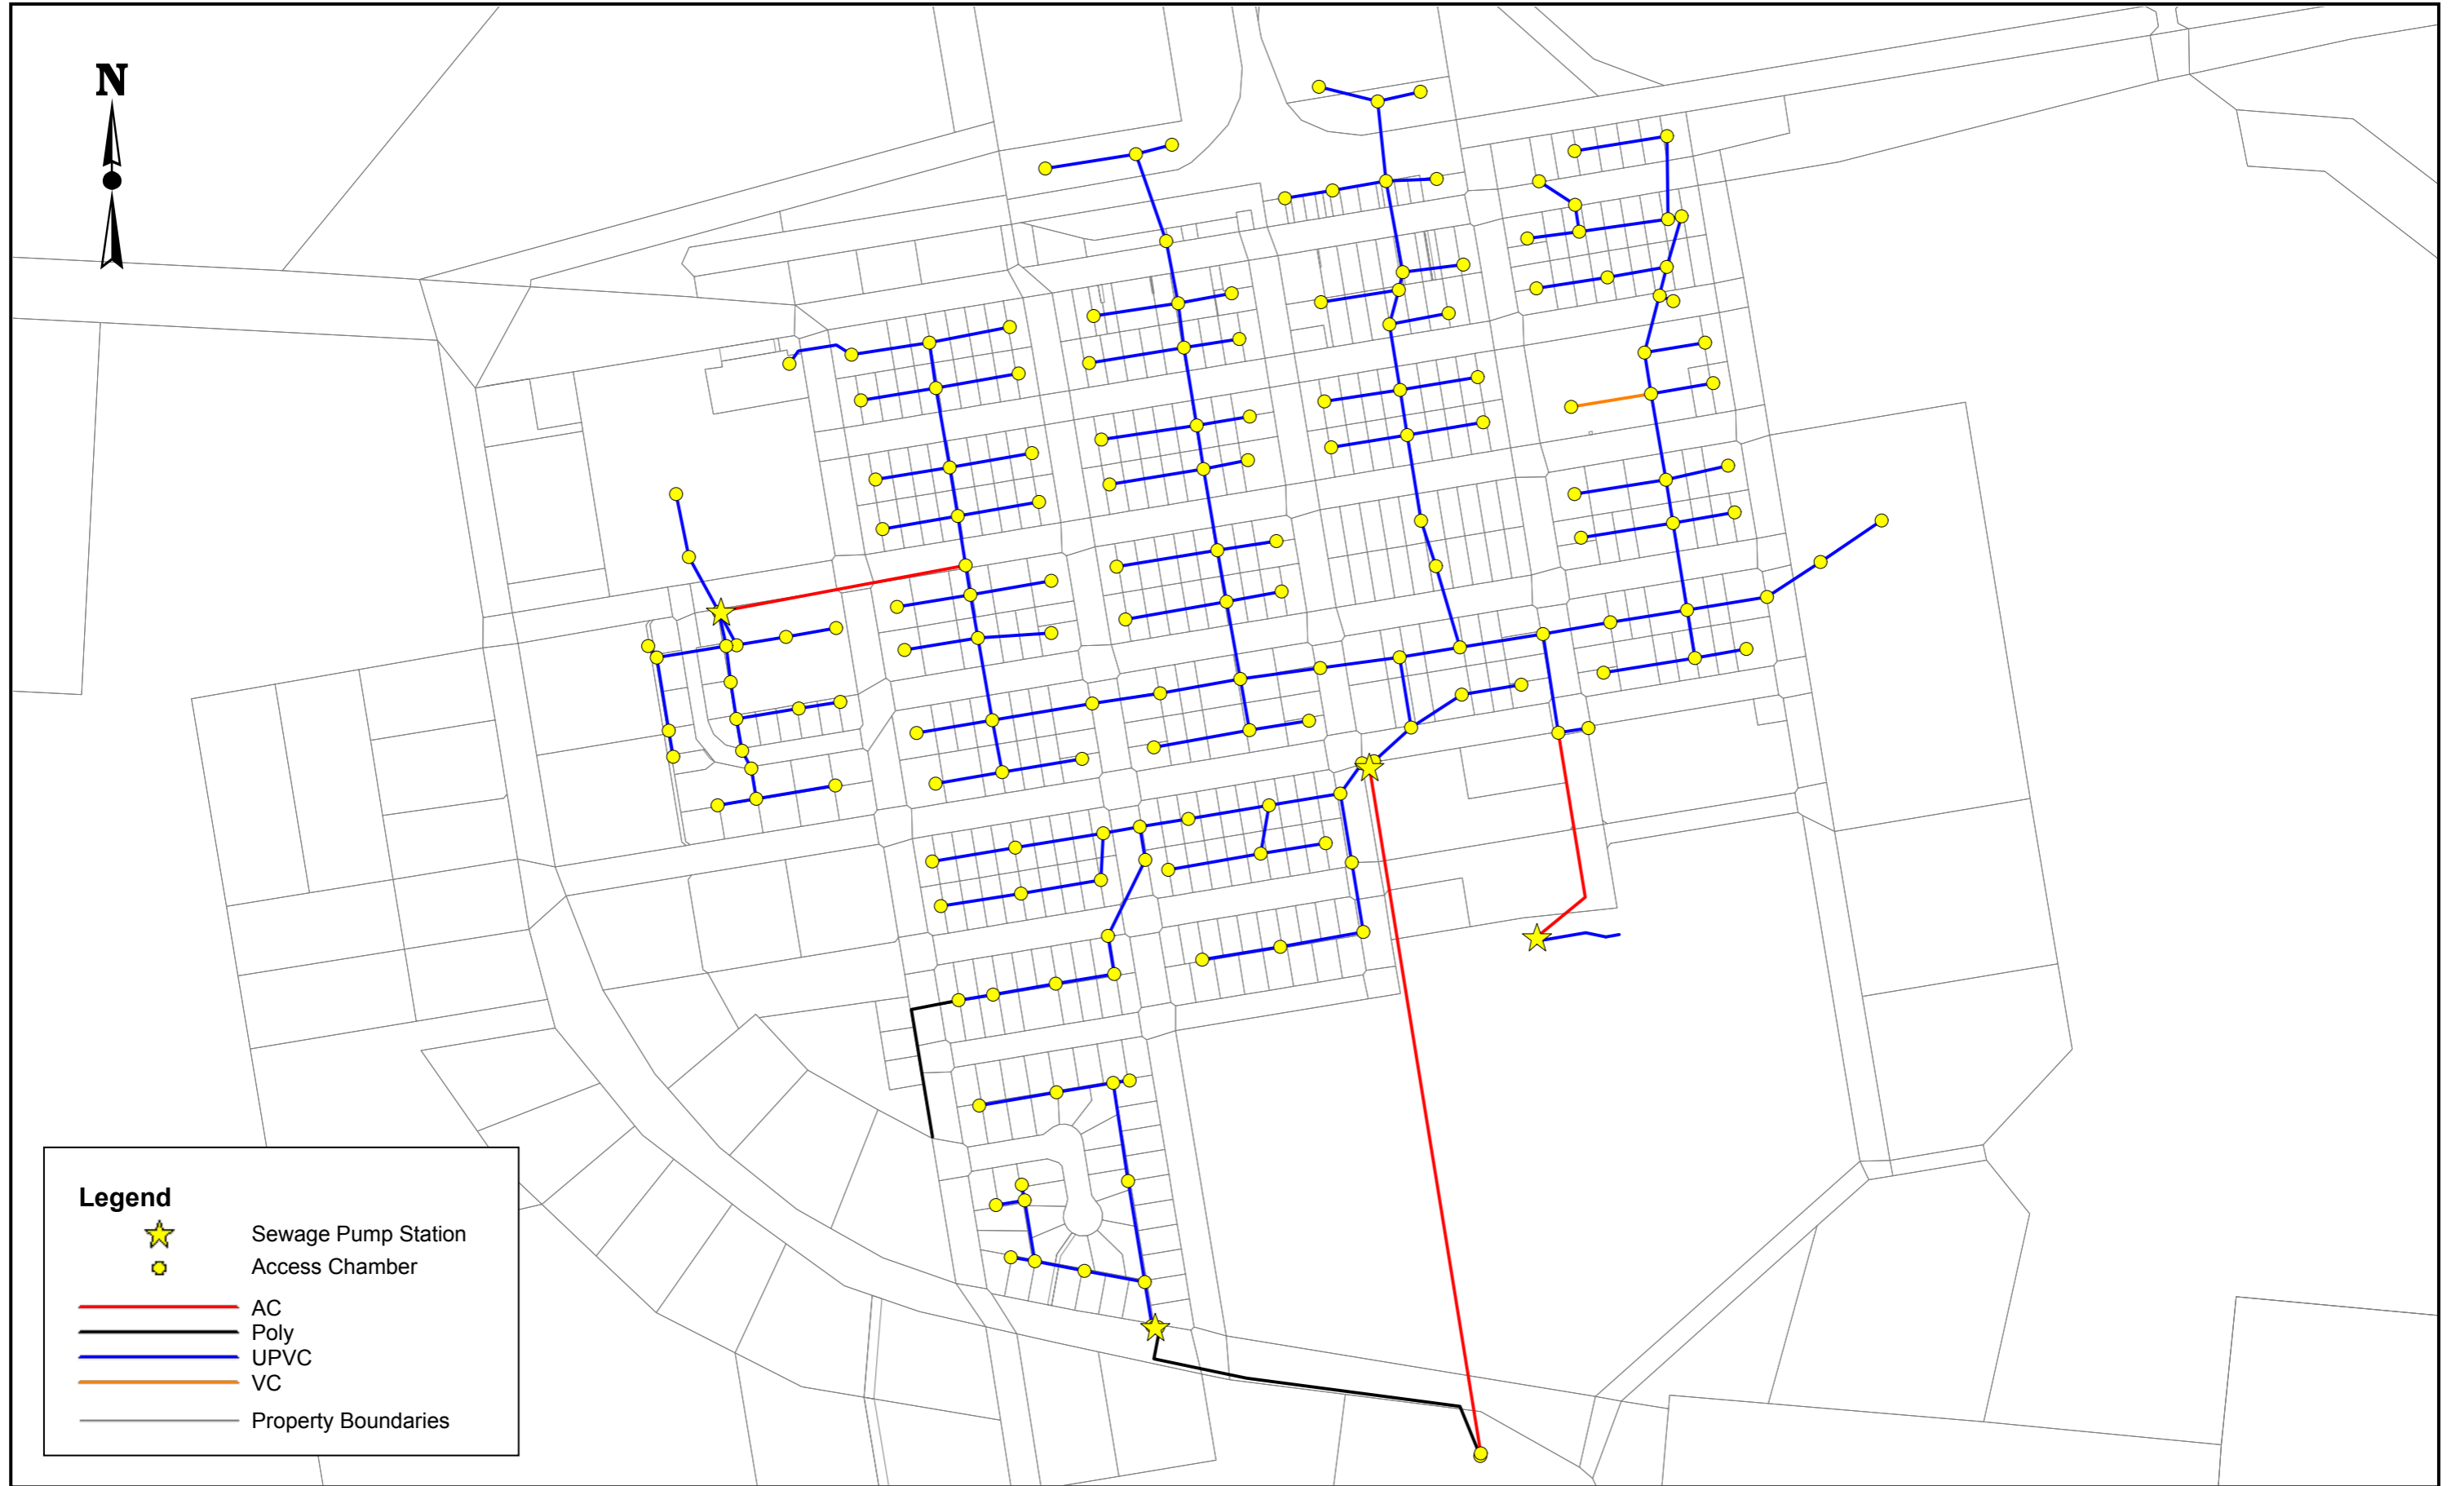 N
Legend
Sewage Pump Station
Access Chamber
AC
Poly
UPVC
VC
Property Boundaries